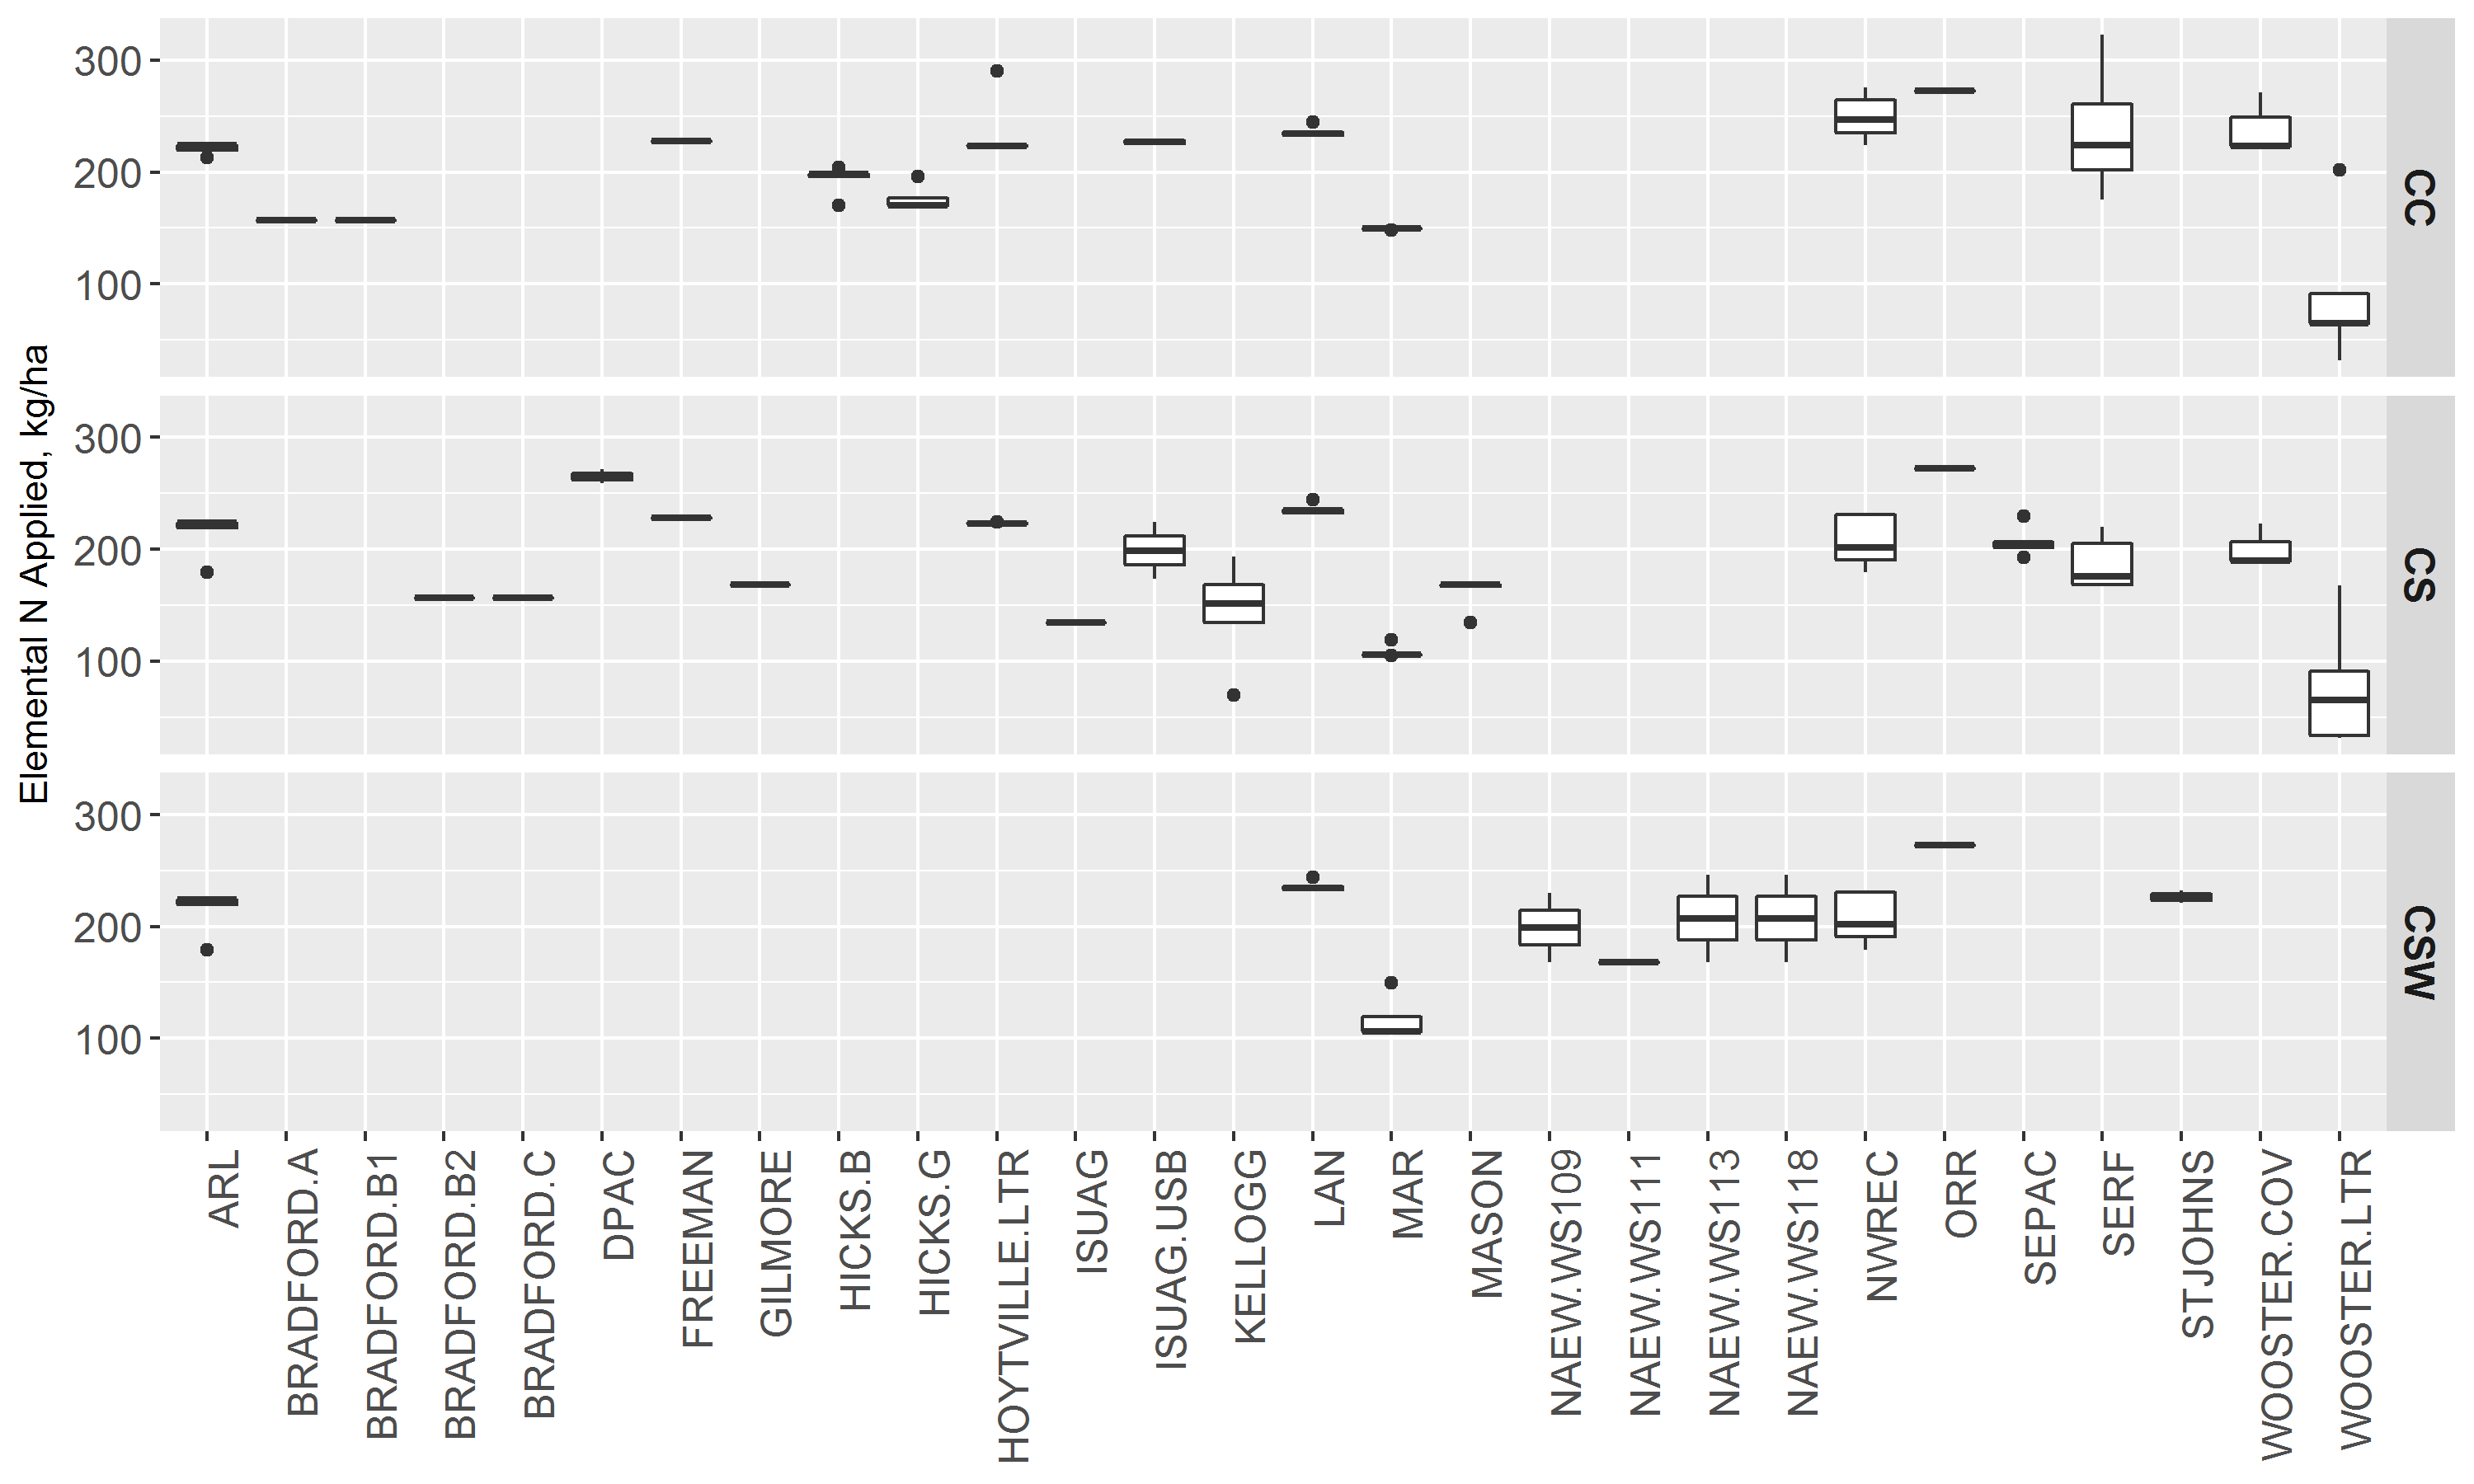 Elemental N Applied, kg/ha
300
200
100
CC
300
200
100
CS
300
200
100
CSW
ARL
BRADFORD.A
BRADFORD.B1
BRADFORD.B2
BRADFORD.C
DPAC
FREEMAN
GILMORE
HICKS.B
HICKS.G
HOYTVILLE.LTR
ISUAG
ISUAG.USB
KELLOGG
LAN
MAR
MASON
NAEW.WS109
NAEW.WS111
NAEW.WS113
NAEW.WS118
NWREC
ORR
SEPAC
SERF
STJOHNS
WOOSTER.COV
WOOSTER.LTR